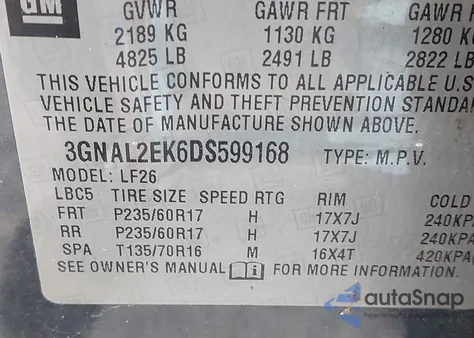 GM
GVWR GAWR FRT GAWR
2189 KG 1130 KG 1280 KG
4825 LB 2491 LB 2822 LB
THIS VEHICLE CONFORMS TO ALL APPLICABLE U.S
VEHICLE SAFETY AND THEFT PREVENTION STANDA
THE DATE OF MANUFACTURE SHOWN ABOVE.
3GNAL2EK6DS599168 TYPE: M.P.V.
MODEL: LF26
LBC5 TIRE SIZE SPEED RTG RIM COLD
FRT P235/60R17 H 17X7J 240KPA
RR P235/60R17 H 17X7J 240KPA
SPA T135/70R16 M 16X4T 420KPA
SEE OWNER'S MANUAL FOR MORE INFORMATION.
autoSnap